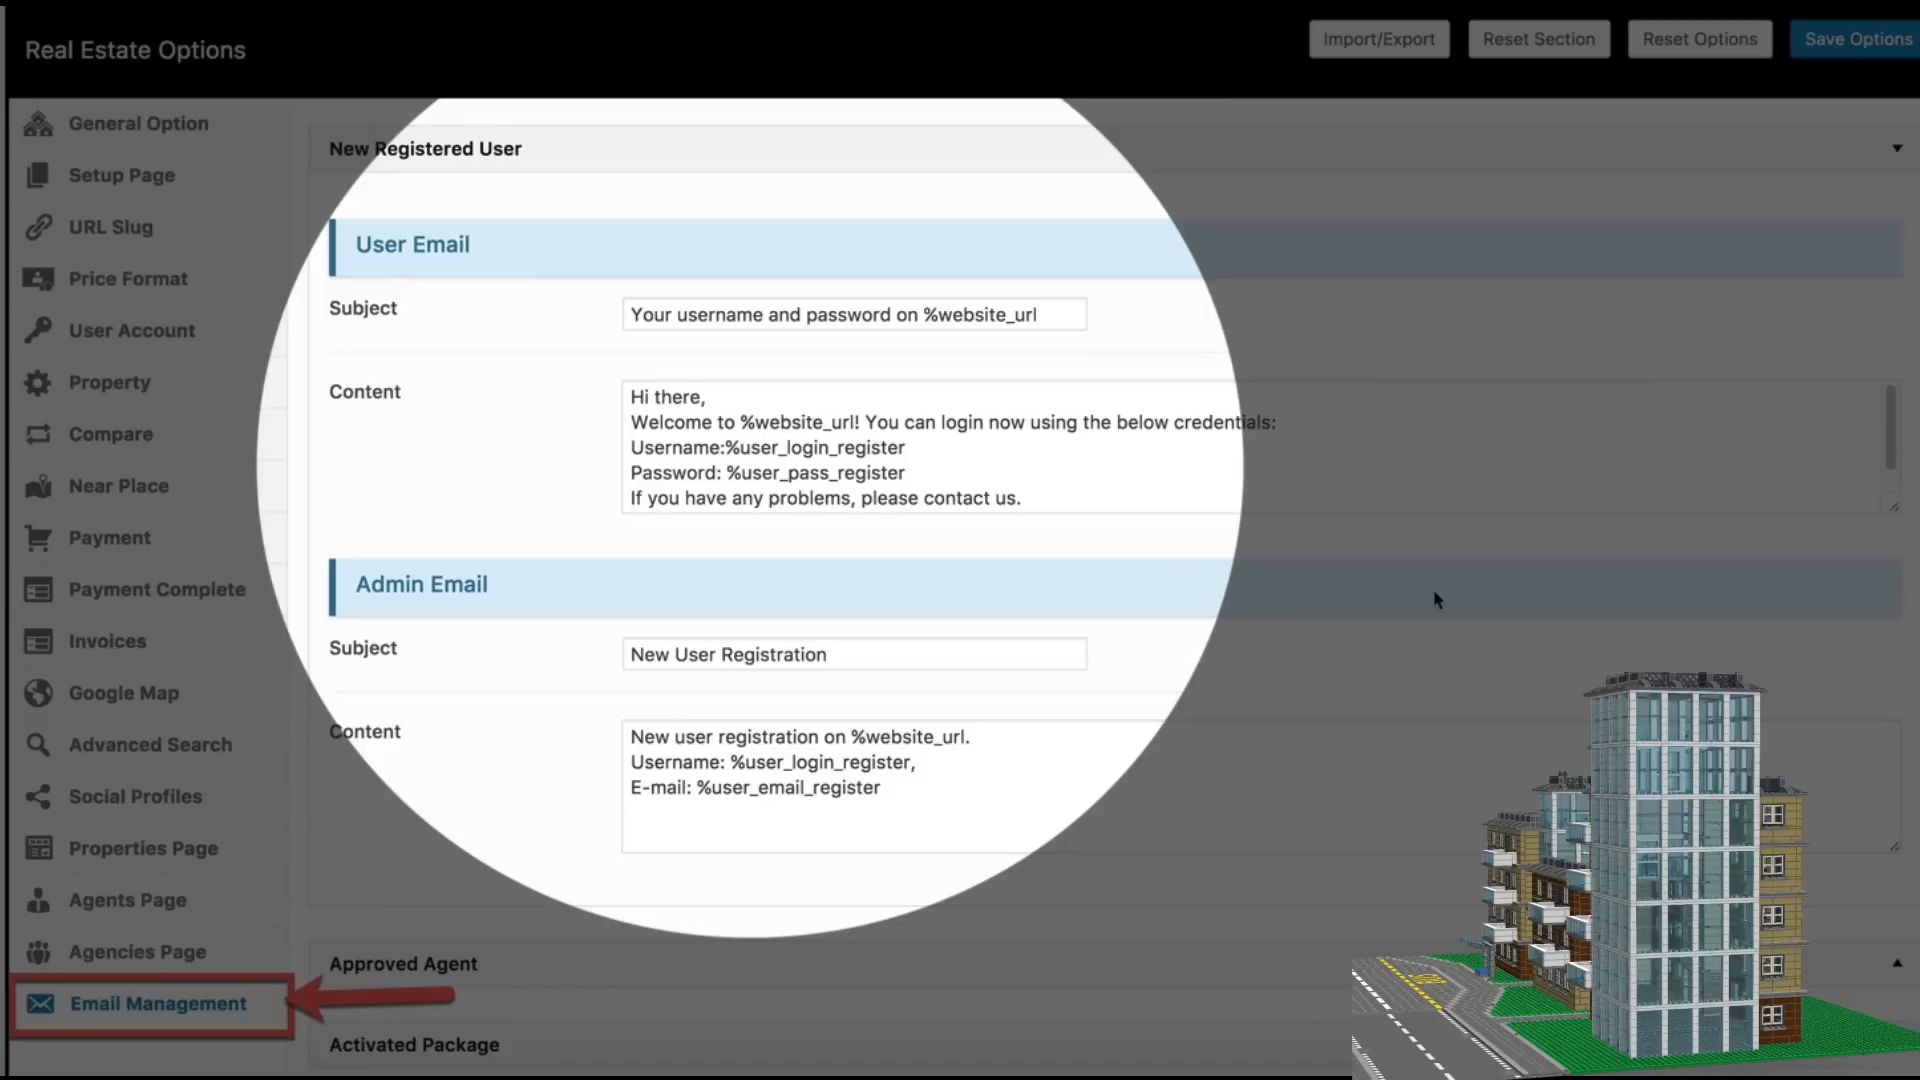 Real Estate Options
Import/Export
Reset Section
Reset Options
Save Options
General Option
Setup Page
URL Slug
Price Format
User Account
Property
Compare
Near Place
Payment
Payment Complete
Invoices
Google Map
Advanced Search
Social Profiles
Properties Page
Agents Page
Agencies Page
Email Management
New Registered User
User Email
Subject
Your username and password on %website_url
Content
Hi there,
Welcome to %website_url! You can login now using the below credentials:
Username:%user_login_register
Password: %user_pass_register
If you have any problems, please contact us.
Admin Email
Subject
New User Registration
Content
New user registration on %website_url.
Username: %user_login_register,
E-mail: %user_email_register
Approved Agent
Activated Package